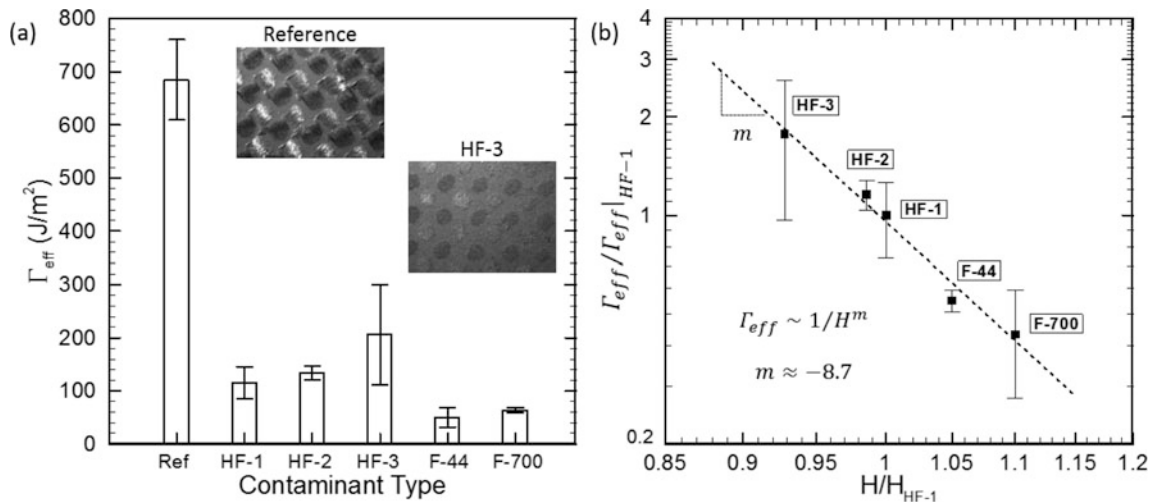 (a)
800
700
600
500
400
300
200
100
0
Γeff (J/m²)
Reference
HF-3
Ref HF-1 HF-2 HF-3 F-44 F-700
Contaminant Type
(b)
4
3
2
1
0.2
Γeff/Γeff|HF−1
m
HF-3
HF-2
HF-1
F-44
F-700
Γeff ~ 1/H^m
m ≈ −8.7
0.85 0.9 0.95 1 1.05 1.1 1.15 1.2
H/HHF-1